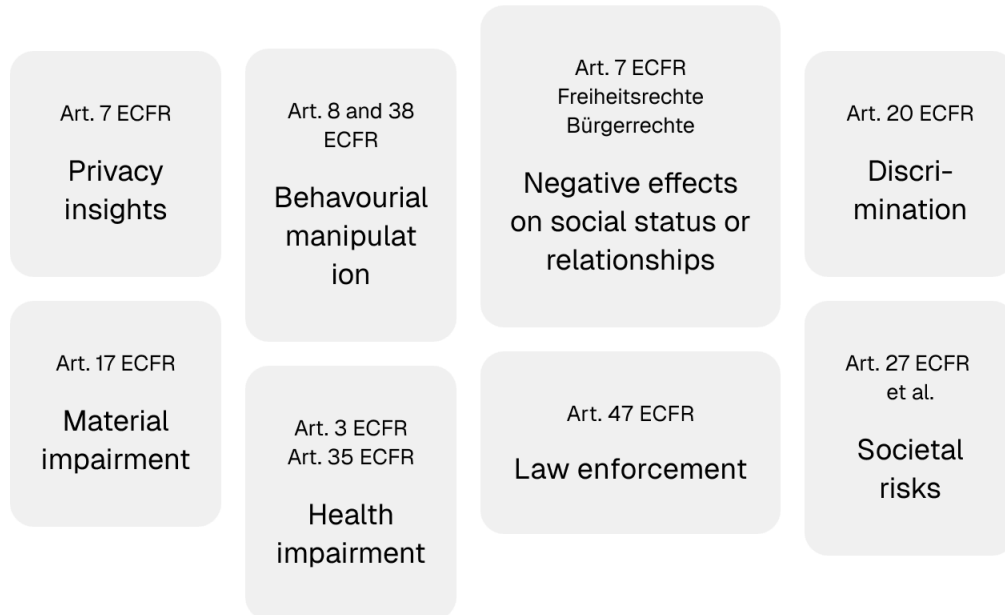 Art. 7 ECFR
Privacy
insights
Art. 8 and 38
ECFR
Behavourial
manipulat
ion
Art. 7 ECFR
Freiheitsrechte
Bürgerrechte
Negative effects
on social status or
relationships
Art. 20 ECFR
Discri-
mination
Art. 17 ECFR
Material
impairment
Art. 3 ECFR
Art. 35 ECFR
Health
impairment
Art. 47 ECFR
Law enforcement
Art. 27 ECFR
et al.
Societal
risks